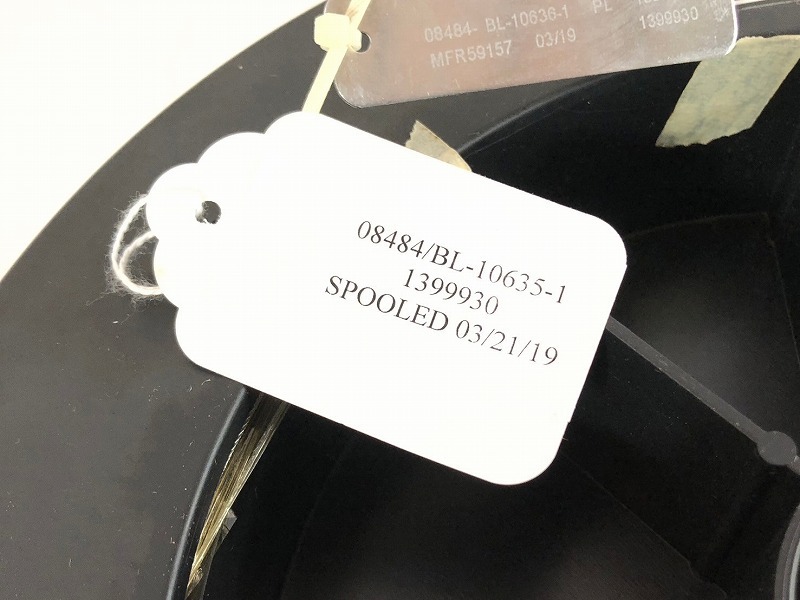 08484- BL-10636-1 PL
MFR59157 03/19 1399930
08484/BL-10635-1
1399930
SPOOLED 03/21/19